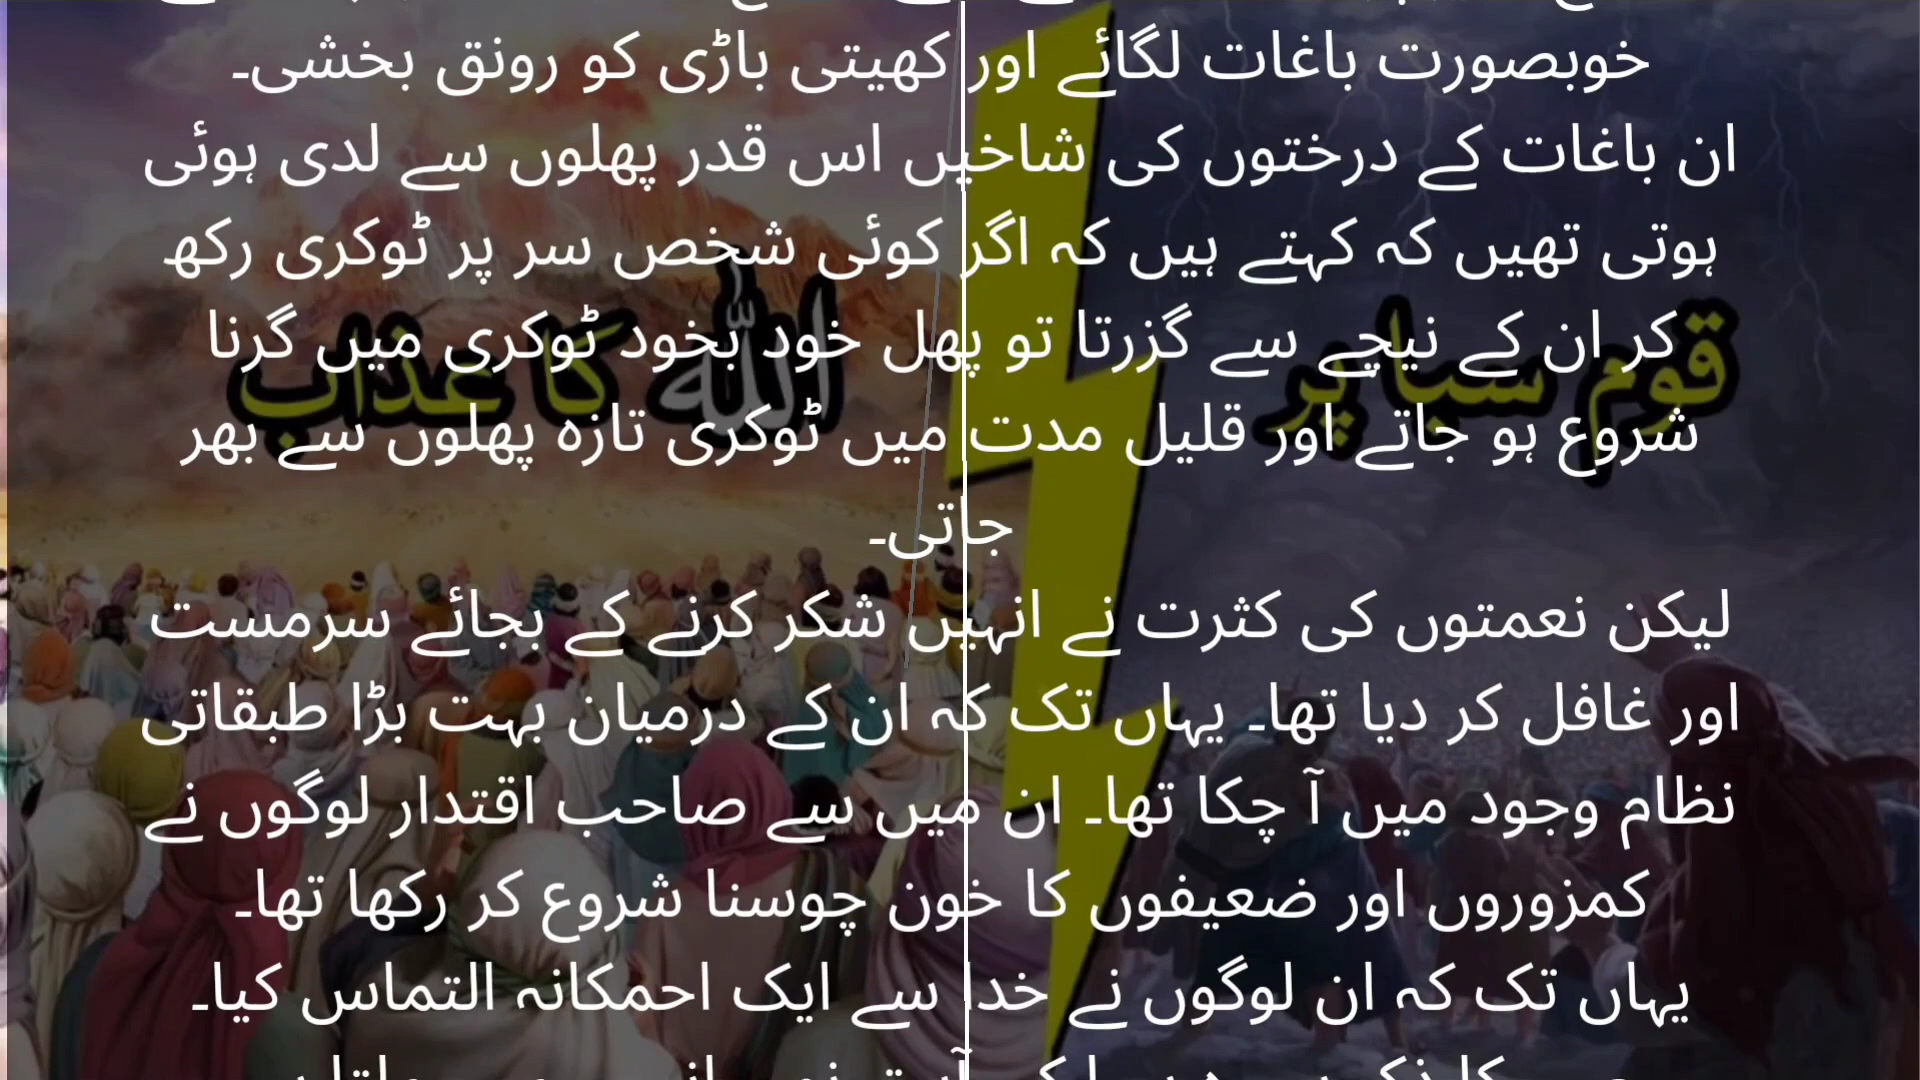 خوبصورت باغات لگائے اور کھیتی باڑی کو رونق بخشی۔
ان باغات کے درختوں کی شاخیں اس قدر پھلوں سے لدی ہوئی
ہوتی تھیں کہ کہتے ہیں کہ اگر کوئی شخص سر پر ٹوکری رکھ
کر ان کے نیچے سے گزرتا تو پھل خود بخود ٹوکری میں گرنا
شروع ہو جاتے اور قلیل مدت میں ٹوکری تازہ پھلوں سے بھر
جاتی۔
لیکن نعمتوں کی کثرت نے انہیں شکر کرنے کے بجائے سرمست
اور غافل کر دیا تھا۔ یہاں تک کہ ان کے درمیان بہت بڑا طبقاتی
نظام وجود میں آ چکا تھا۔ ان میں سے صاحب اقتدار لوگوں نے
کمزوروں اور ضعیفوں کا خون چوسنا شروع کر رکھا تھا۔
یہاں تک کہ ان لوگوں نے خدا سے ایک احمکانہ التماس کیا۔
قوم سبا پر
اللہ کا عذاب